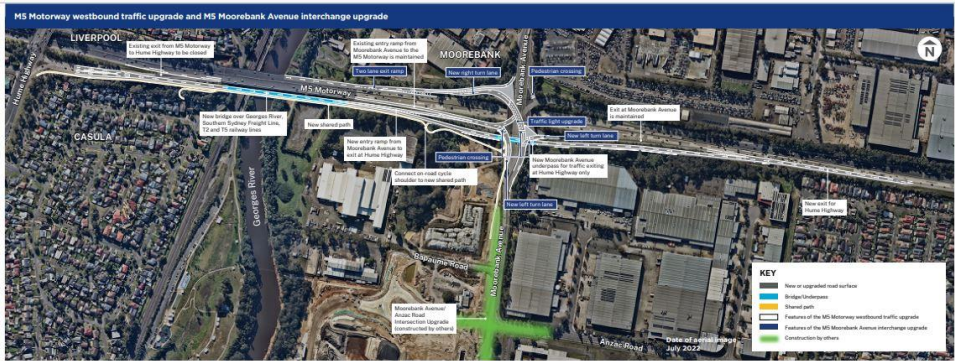 M5 Motorway westbound traffic upgrade and M5 Moorebank Avenue interchange upgrade
LIVERPOOL
Existing exit from M5 Motorway
to Hume Highway to be closed
Existing entry ramp from
Moorebank Avenue to the
M5 Motorway is maintained
MOOREBANK
Moorebank Avenue
N
Hume Highway
Two lane exit ramp
New right turn lane
Pedestrian crossing
M5 Motorway
Exit at Moorebank Avenue
is maintained
New bridge over Georges River,
Southern Sydney Freight Line,
T2 and T5 railway lines
New shared path
Traffic light upgrade
New left turn lane
CASULA
New entry ramp from
Moorebank Avenue to
exit at Hume Highway
Pedestrian crossing
New Moorebank Avenue
underpass for traffic exiting
at Hume Highway only
Connect on road cycle
shoulder to new shared path
Georges River
New left turn lane
New exit for
Hume Highway
Bapaume Road
Moorebank Avenue
Moorebank Avenue/
Anzac Road
Intersection Upgrade
(constructed by others)
Anzac Road
Date of aerial image
July 2022
KEY
New or upgraded road surface
Bridge/Underpass
Shared path
Features of the M5 Motorway westbound traffic upgrade
Features of the M5 Moorebank Avenue interchange upgrade
Construction by others